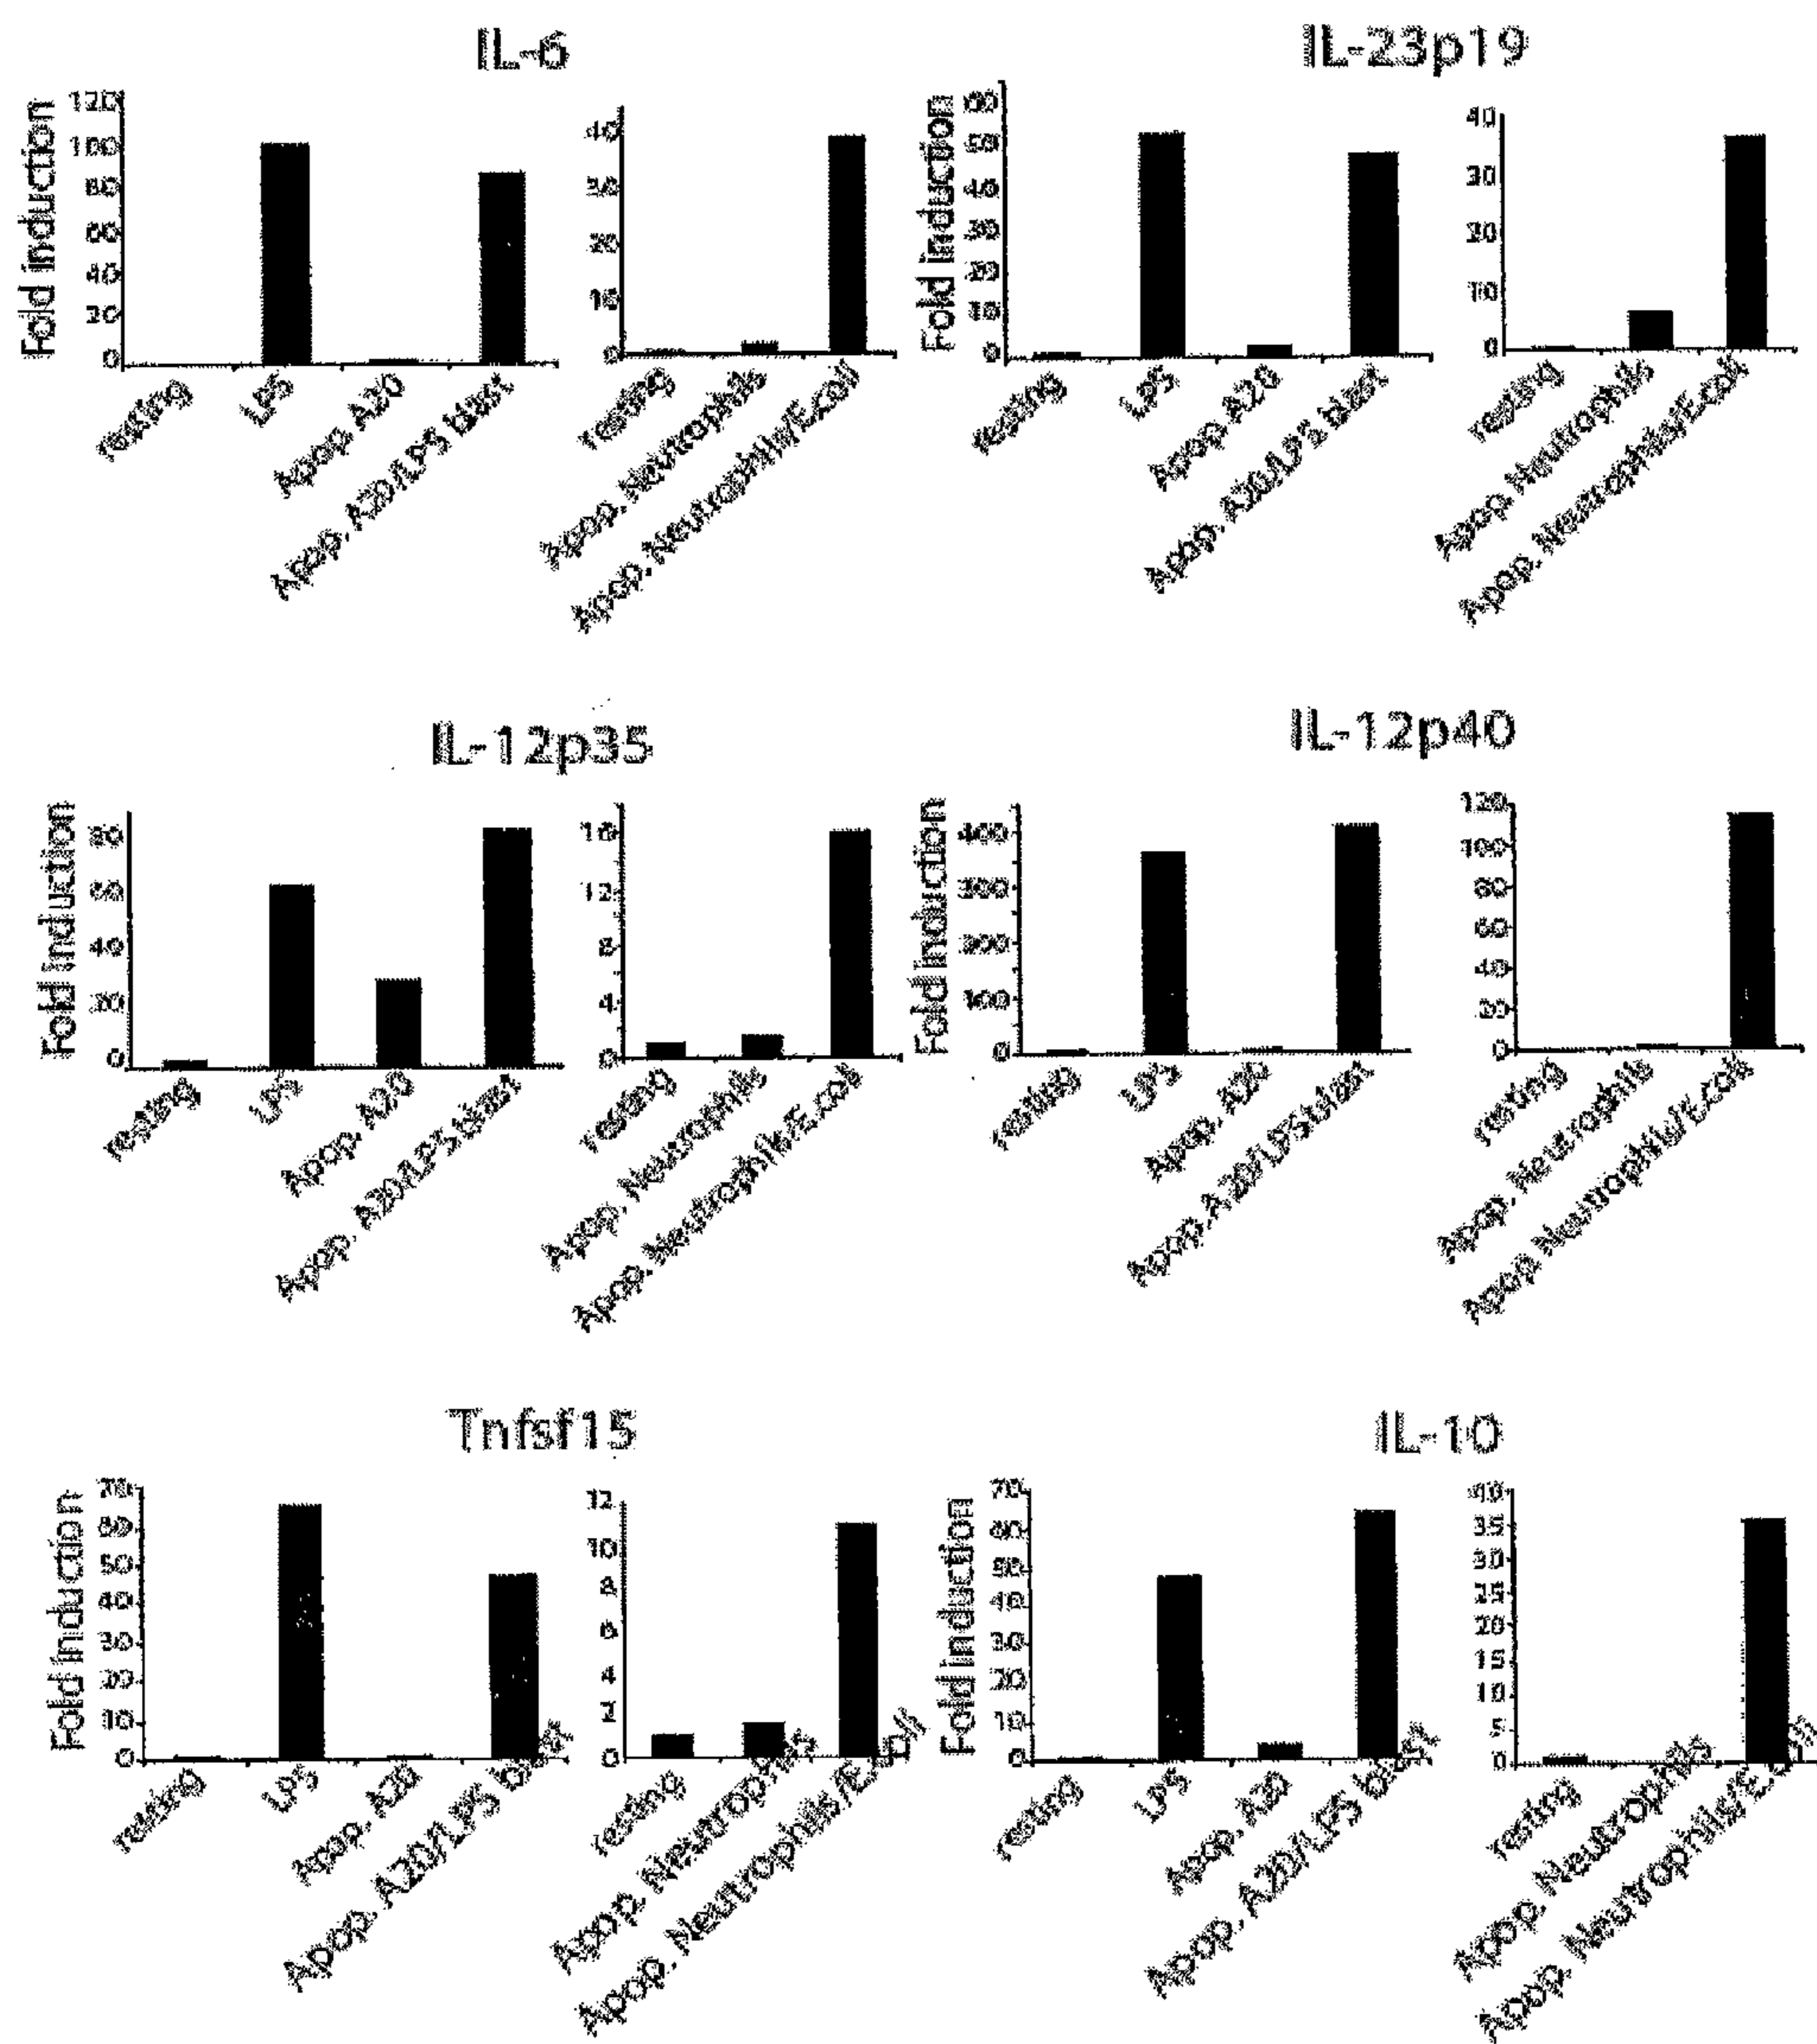 IL-6
Fold induction
120
100
80
60
40
20
0
resting
LPS
Apop. A20
Apop. A20/LPS blast
40
30
20
10
0
resting
Apop. Neutrophils
Apop. Neutrophils/E.coli
IL-23p19
Fold induction
60
50
40
30
20
10
0
resting
LPS
Apop A20
Apop. A20/LPS blast
40
30
20
10
0
resting
Apop. Neutrophils
Apop. Neutrophils/E.coli
IL-12p35
Fold induction
80
60
40
20
0
resting
LPS
Apop. A20
Apop. A20/LPS blast
16
12
8
4
0
resting
Apop. Neutrophils
Apop. Neutrophils/E.coli
IL-12p40
Fold induction
400
300
200
100
0
resting
LPS
Apop. A20
Apop. A20/LPS blast
120
100
80
60
40
20
0
resting
Apop. Neutrophils
Apop Neutrophils/E.coli
Tnfsf15
Fold induction
70
60
50
40
30
20
10
0
resting
LPS
Apop. A20
Apop. A20/LPS blast
12
10
8
6
4
2
0
resting
Apop. Neutrophils
Apop. Neutrophils/E.coli
IL-10
Fold induction
70
60
50
40
30
20
10
0
resting
LPS
Apop. A20
Apop. A20/LPS blast
40
35
30
25
20
15
10
5
0
resting
Apop. Neutrophils
Apop. Neutrophils/E.coli